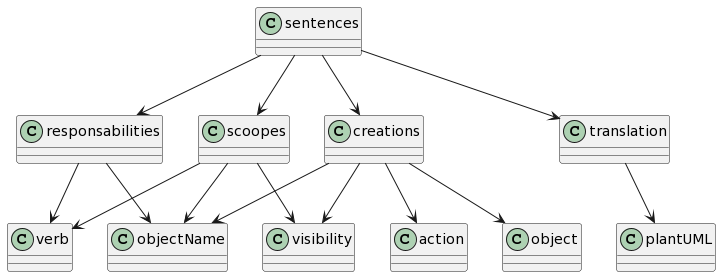 C sentences
C responsabilities
C scoopes
C creations
C translation
C verb
C objectName
C visibility
C action
C object
C plantUML